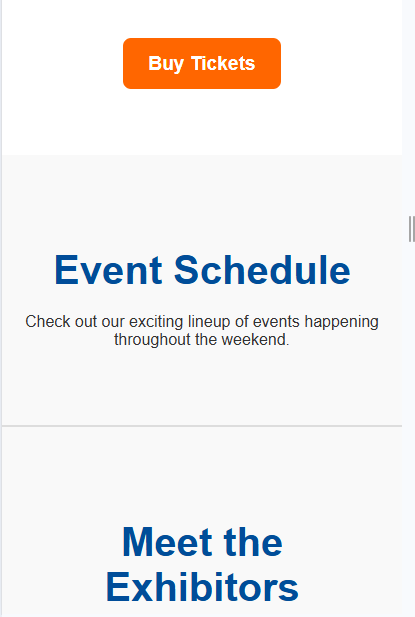 Buy Tickets
Event Schedule
Check out our exciting lineup of events happening
throughout the weekend.
Meet the
Exhibitors